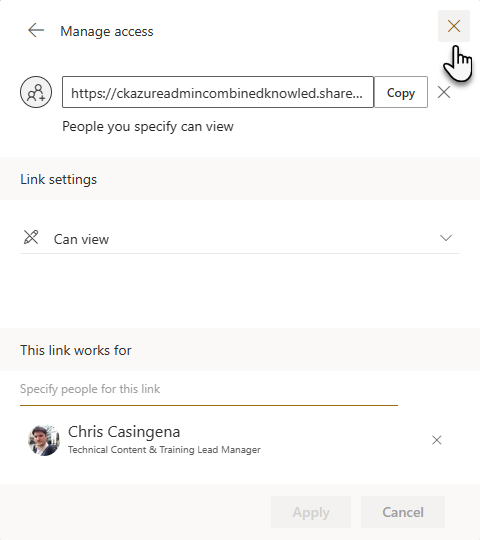 Manage access
https://ckazureadmincombinedknowled.share...
Copy
People you specify can view
Link settings
Can view
This link works for
Specify people for this link
Chris Casingena
Technical Content & Training Lead Manager
Apply
Cancel